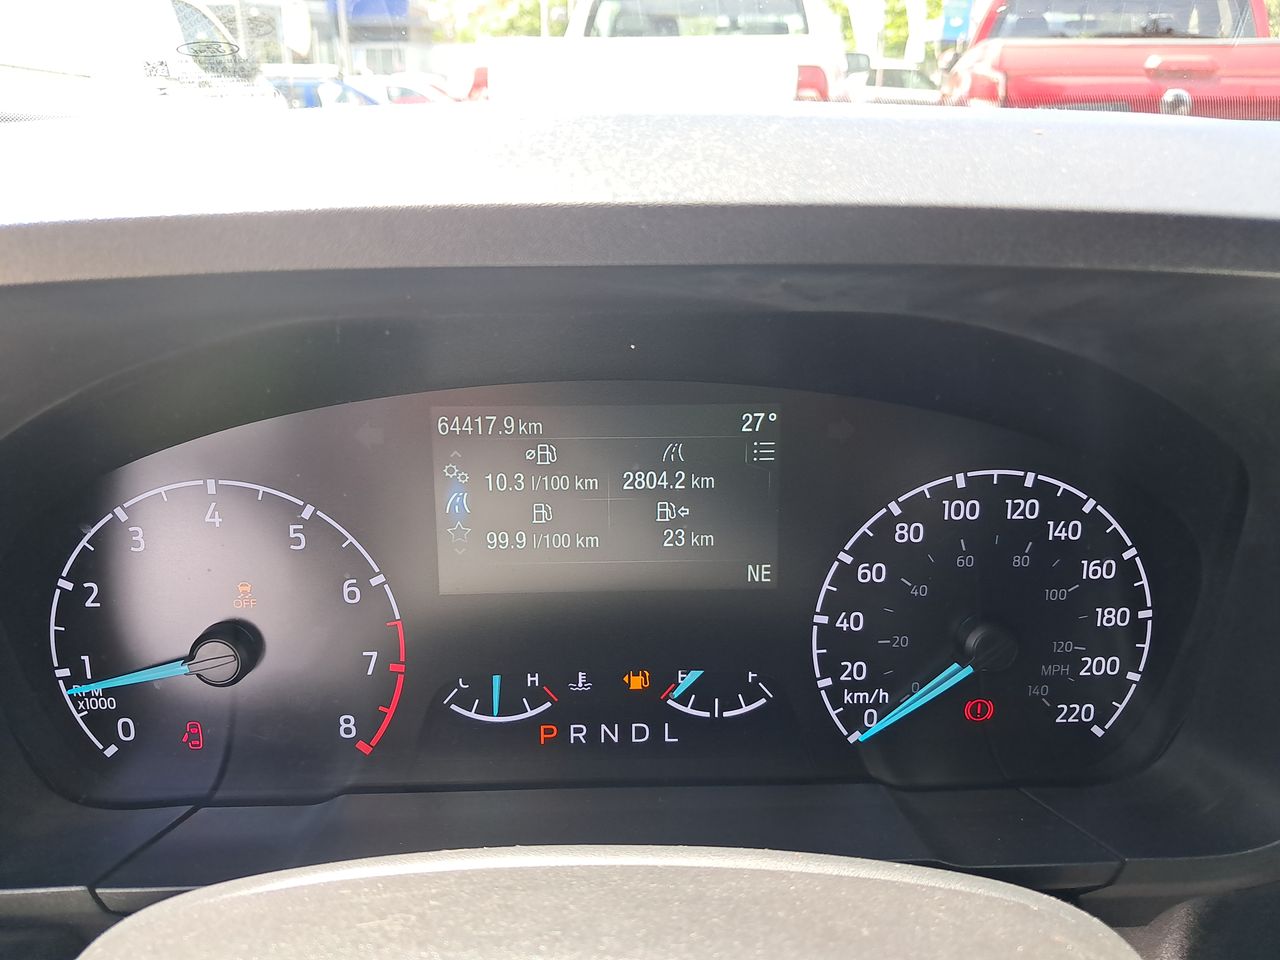 Ford
64417.9 km 27°
10.3 l/100 km 2804.2 km
99.9 l/100 km 23 km
NE
0 1 2 3 4 5 6 7 8
RPM
x1000
OFF
C H E F
P R N D L
0 20 40 60 80 100 120 140 160 180 200 220
km/h
0 20 40 60 80 100 120 140
MPH